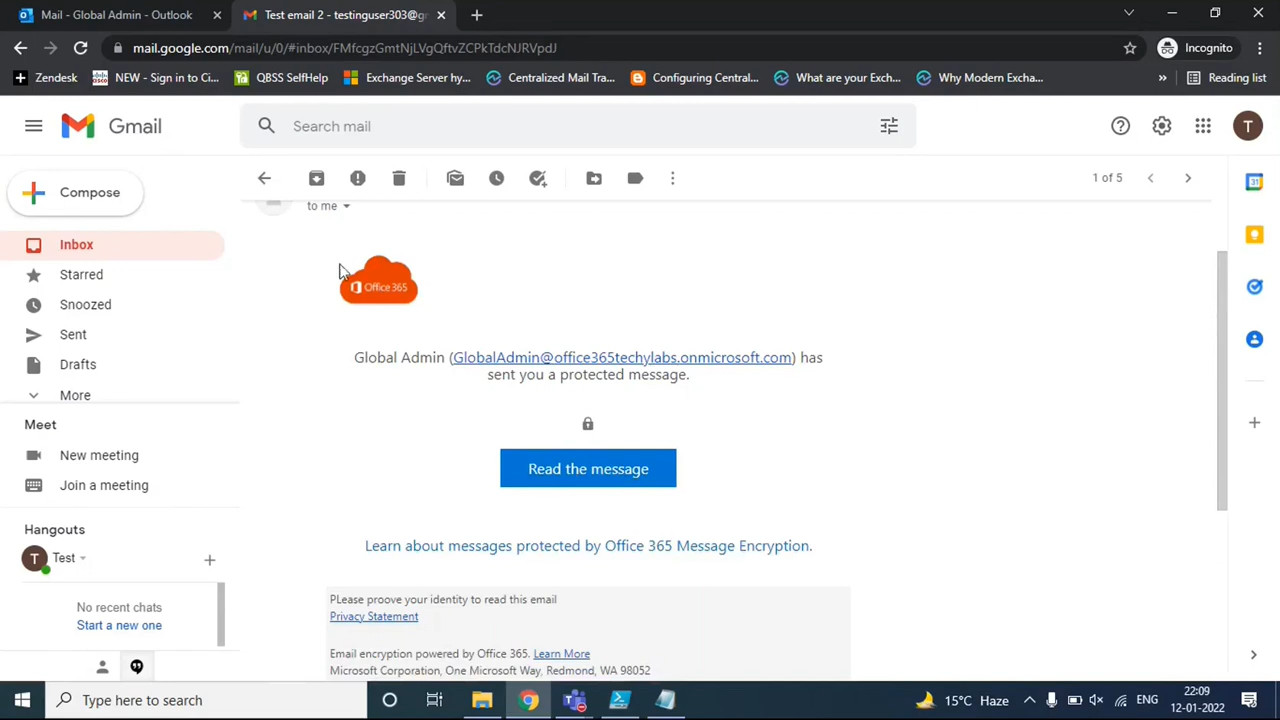 Mail - Global Admin - Outlook
Test email 2 - testinguser303@gr
mail.google.com/mail/u/0/#inbox/FMfcgzGmtNjLVgQftvZCPkTdcNJRVpdJ
Incognito
Zendesk
NEW - Sign in to Ci...
QBSS SelfHelp
Exchange Server by...
Centralized Mail Tra...
Configuring Central...
What are your Exch...
Why Modern Excha...
»
Reading list
Gmail
Search mail
T
Compose
1 of 5
to me
Inbox
Starred
Snoozed
Sent
Drafts
More
Office 365
Global Admin (GlobalAdmin@office365techylabs.onmicrosoft.com) has
sent you a protected message.
Read the message
Learn about messages protected by Office 365 Message Encryption.
PLease proove your identity to read this email
Privacy Statement
Email encryption powered by Office 365. Learn More
Microsoft Corporation, One Microsoft Way, Redmond, WA 98052
Meet
New meeting
Join a meeting
Hangouts
T Test
No recent chats
Start a new one
31
Type here to search
15°C Haze
ENG
22:09
12-01-2022